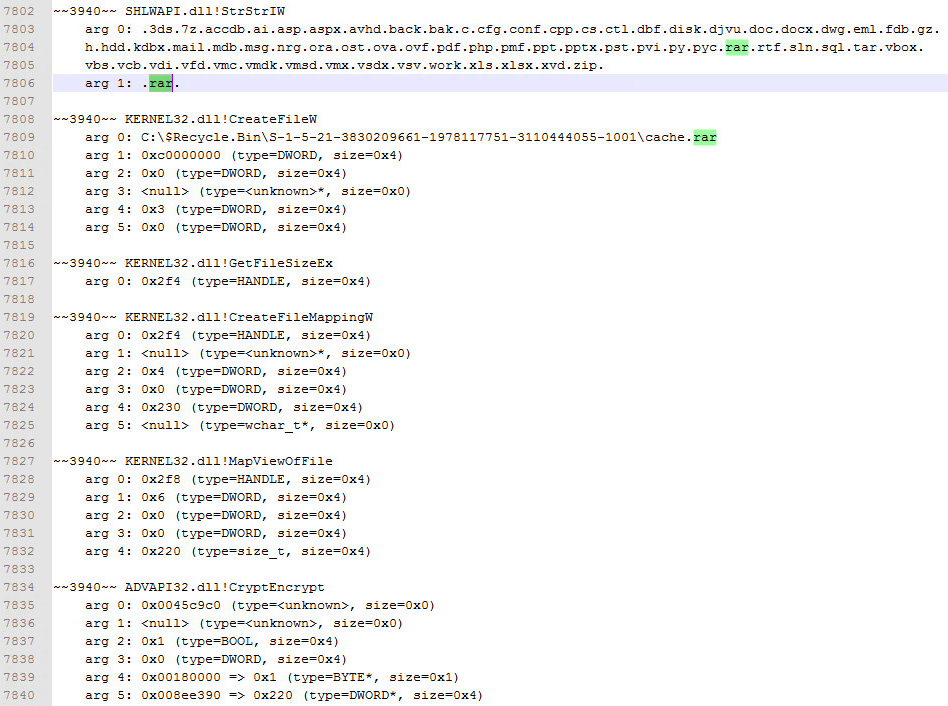 7802 ~~3940~~ SHLWAPI.dll!StrStrIW
7803 arg 0: .3ds.7z.accdb.ai.asp.aspx.avhd.back.bak.c.cfg.conf.cpp.cs.ctl.dbf.disk.djvu.doc.docx.dwg.eml.fdb.gz.
7804 h.hdd.kdbx.mail.mdb.msg.nrg.ora.ost.ova.ovf.pdf.php.pmf.ppt.pptx.pst.pvi.py.pyc.rar.rtf.sln.sql.tar.vbox.
7805 vbs.vcb.vdi.vfd.vmc.vmdk.vmsd.vmx.vsdx.vsv.work.xls.xlsx.xvd.zip.
7806 arg 1: .rar.
7807
7808 ~~3940~~ KERNEL32.dll!CreateFileW
7809 arg 0: C:\$Recycle.Bin\S-1-5-21-3830209661-1978117751-3110444055-1001\cache.rar
7810 arg 1: 0xc0000000 (type=DWORD, size=0x4)
7811 arg 2: 0x0 (type=DWORD, size=0x4)
7812 arg 3: <null> (type=<unknown>*, size=0x0)
7813 arg 4: 0x3 (type=DWORD, size=0x4)
7814 arg 5: 0x0 (type=DWORD, size=0x4)
7815
7816 ~~3940~~ KERNEL32.dll!GetFileSizeEx
7817 arg 0: 0x2f4 (type=HANDLE, size=0x4)
7818
7819 ~~3940~~ KERNEL32.dll!CreateFileMappingW
7820 arg 0: 0x2f4 (type=HANDLE, size=0x4)
7821 arg 1: <null> (type=<unknown>*, size=0x0)
7822 arg 2: 0x4 (type=DWORD, size=0x4)
7823 arg 3: 0x0 (type=DWORD, size=0x4)
7824 arg 4: 0x230 (type=DWORD, size=0x4)
7825 arg 5: <null> (type=wchar_t*, size=0x0)
7826
7827 ~~3940~~ KERNEL32.dll!MapViewOfFile
7828 arg 0: 0x2f8 (type=HANDLE, size=0x4)
7829 arg 1: 0x6 (type=DWORD, size=0x4)
7830 arg 2: 0x0 (type=DWORD, size=0x4)
7831 arg 3: 0x0 (type=DWORD, size=0x4)
7832 arg 4: 0x220 (type=size_t, size=0x4)
7833
7834 ~~3940~~ ADVAPI32.dll!CryptEncrypt
7835 arg 0: 0x0045c9c0 (type=<unknown>, size=0x0)
7836 arg 1: <null> (type=<unknown>, size=0x0)
7837 arg 2: 0x1 (type=BOOL, size=0x4)
7838 arg 3: 0x0 (type=DWORD, size=0x4)
7839 arg 4: 0x00180000 => 0x1 (type=BYTE*, size=0x1)
7840 arg 5: 0x008ee390 => 0x220 (type=DWORD*, size=0x4)